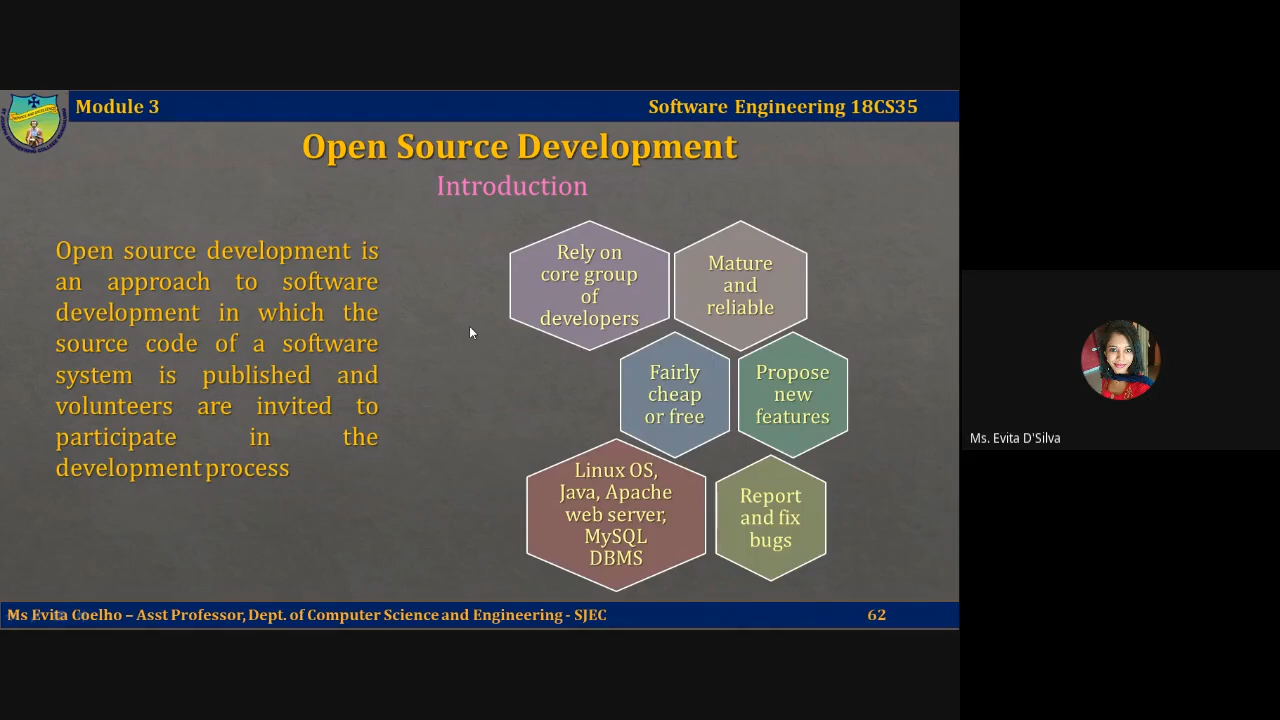 Module 3
Software Engineering 18CS35
Open Source Development
Introduction
Open source development is
an approach to software
development in which the
source code of a software
system is published and
volunteers are invited to
participate in the
development process
Rely on
core group
of
developers
Mature
and
reliable
Fairly
cheap
or free
Propose
new
features
Linux OS,
Java, Apache
web server,
MySQL
DBMS
Report
and fix
bugs
Ms Evita Coelho – Asst Professor, Dept. of Computer Science and Engineering - SJEC
62
Ms. Evita D'Silva